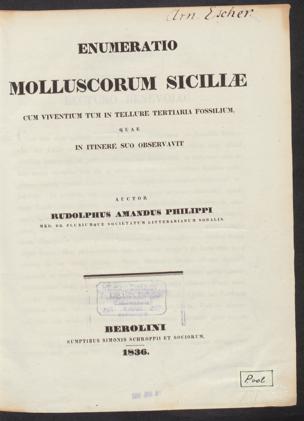 Arn. Escher.
ENUMERATIO
MOLLUSCORUM SICILIÆ
CUM VIVENTIUM TUM IN TELLURE TERTIARIA FOSSILIUM,
QUAE
IN ITINERE SUO OBSERVAVIT
AUCTOR
RUDOLPHUS AMANDUS PHILIPPI
MED. DR. PLURIUMQUE SOCIETATUM LITTERARIARUM SODALIS.
BEROLINI
SUMPTIBUS SIMONIS SCHROPPII ET SOCIORUM.
1836.
Pool